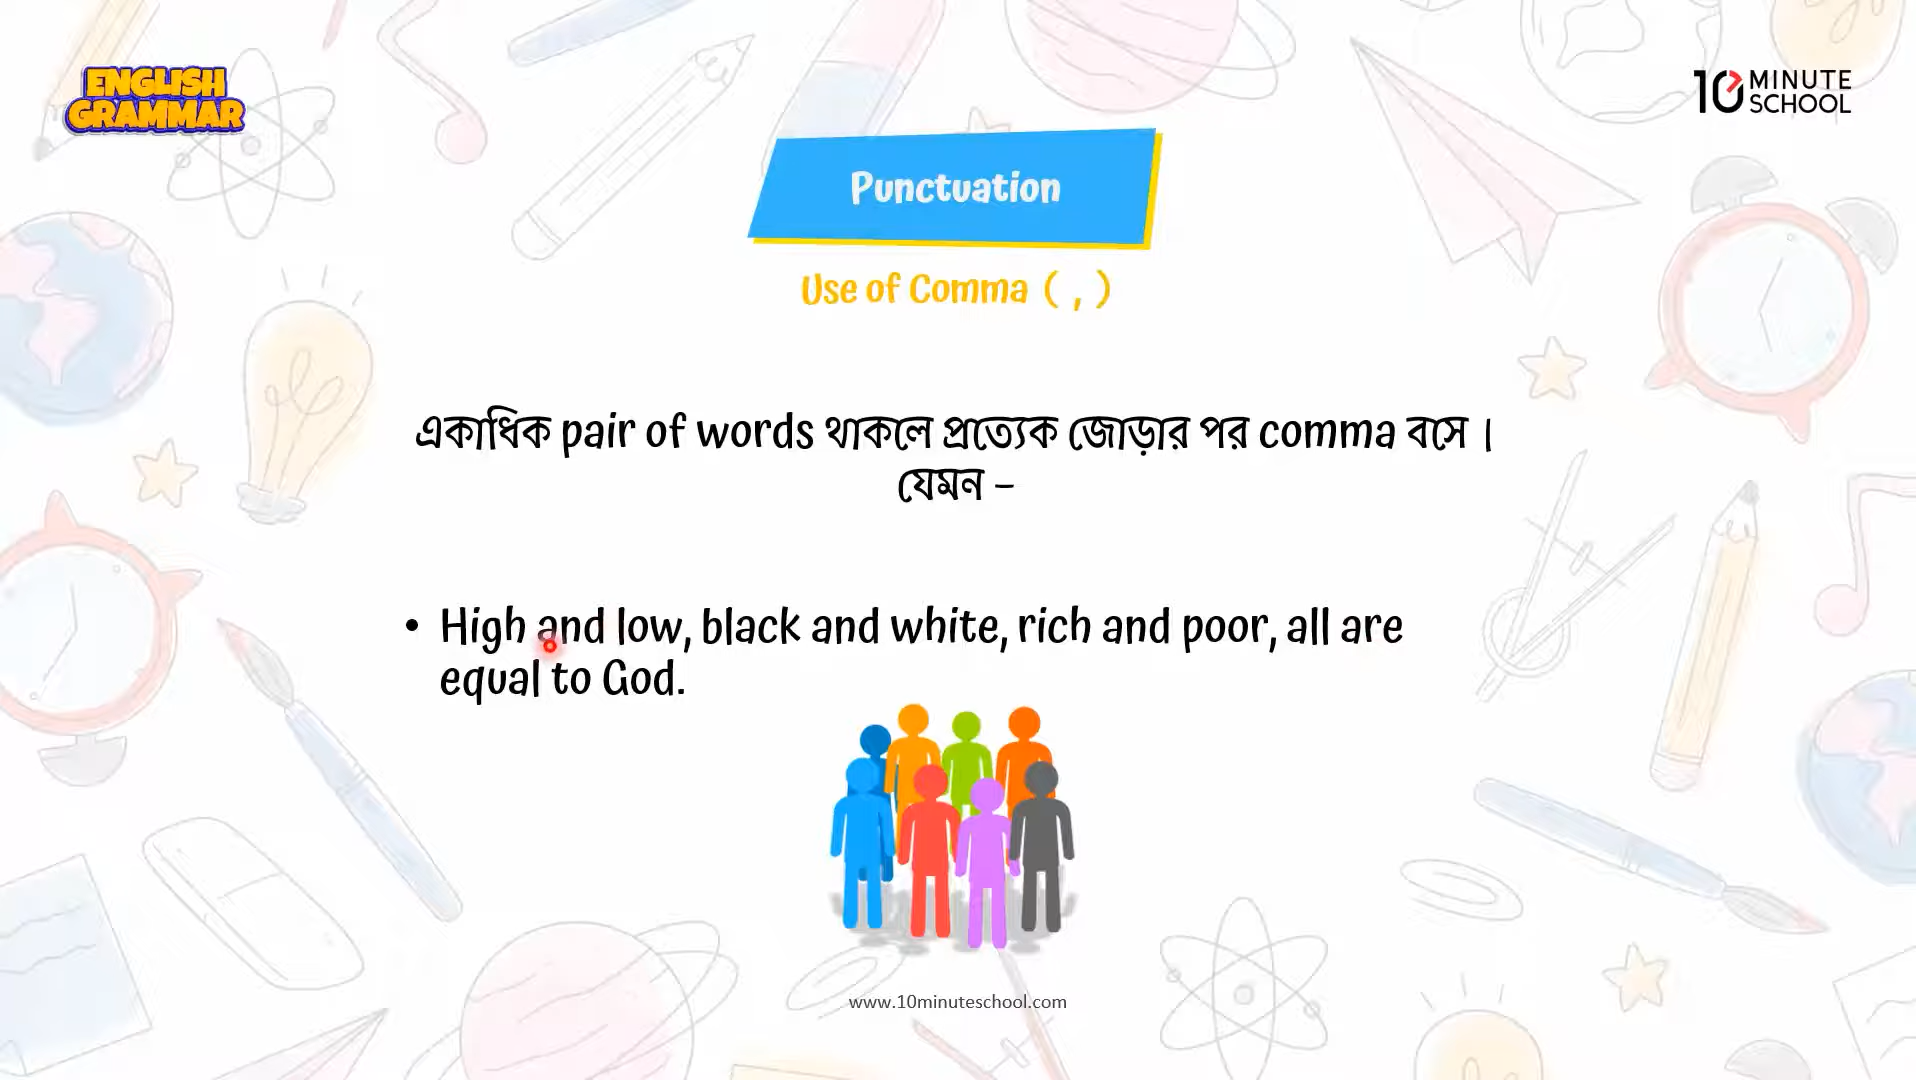 ENGLISH
GRAMMAR
10 MINUTE
SCHOOL
Punctuation
Use of Comma ( , )
একাধিক pair of words থাকলে প্রত্যেক জোড়ার পর comma বসে ।
যেমন –
• High and low, black and white, rich and poor, all are
equal to God.
www.10minuteschool.com